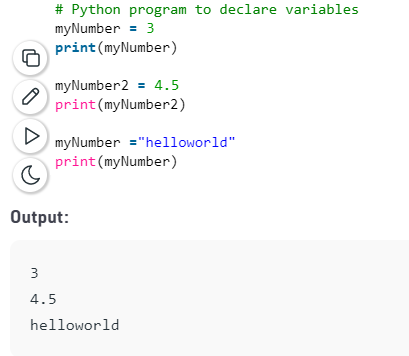 # Python program to declare variables
myNumber = 3
print(myNumber)
myNumber2 = 4.5
print(myNumber2)
myNumber ="helloworld"
print(myNumber)
Output:
3
4.5
helloworld